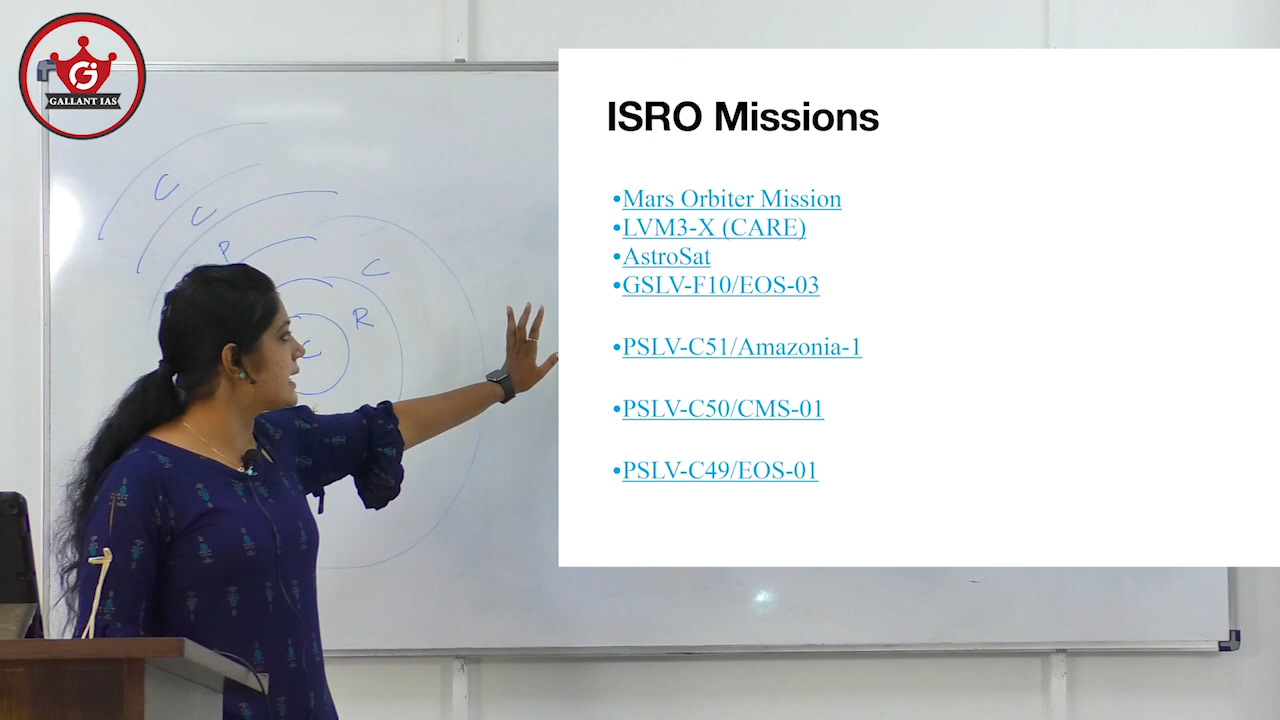 GALLANT IAS
ISRO Missions
•Mars Orbiter Mission
•LVM3-X (CARE)
•AstroSat
•GSLV-F10/EOS-03
•PSLV-C51/Amazonia-1
•PSLV-C50/CMS-01
•PSLV-C49/EOS-01
C
C
P
C
R